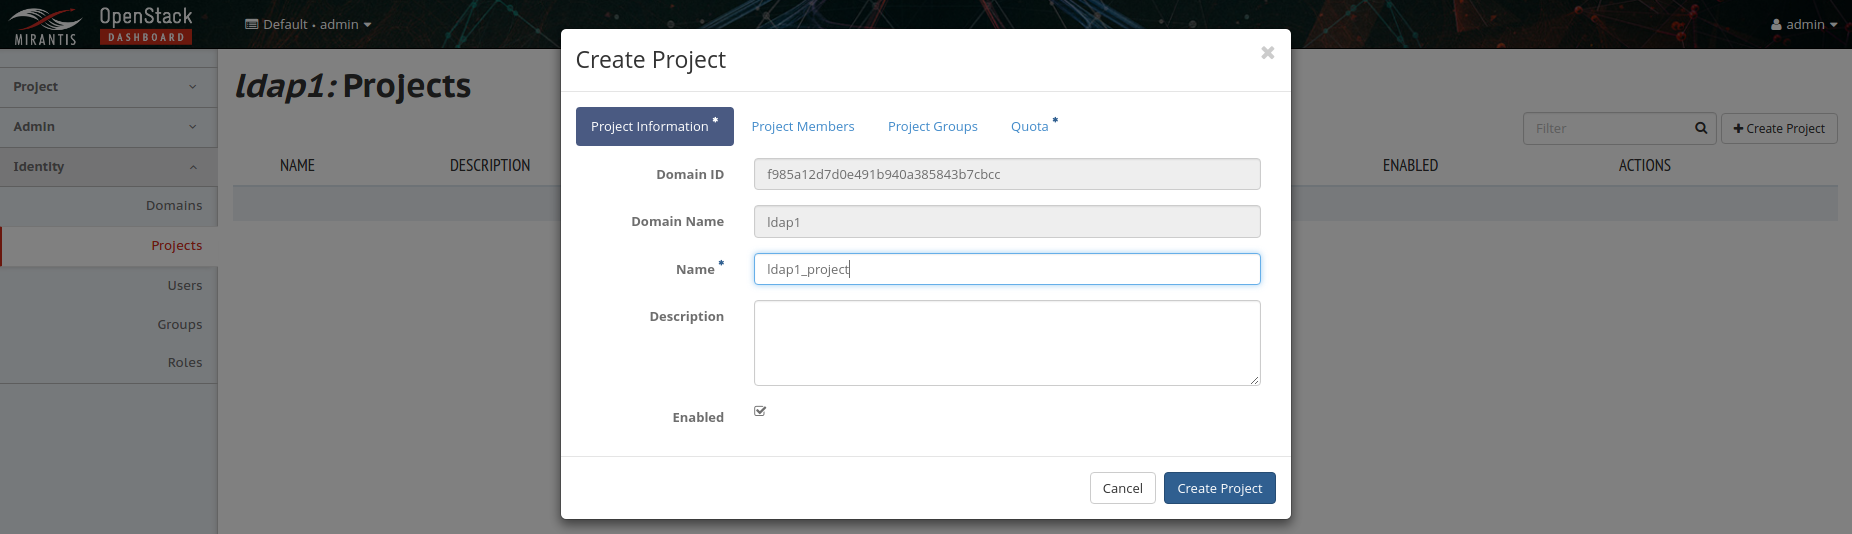 MIRANTIS
OpenStack
DASHBOARD
Default • admin
admin
Project
Admin
Identity
Domains
Projects
Users
Groups
Roles
ldap1: Projects
Filter
Create Project
NAME
DESCRIPTION
ENABLED
ACTIONS
Create Project
Project Information * Project Members Project Groups Quota *
Domain ID f985a12d7d0e491b940a385843b7cbcc
Domain Name ldap1
Name * ldap1_project
Description
Enabled
Cancel Create Project